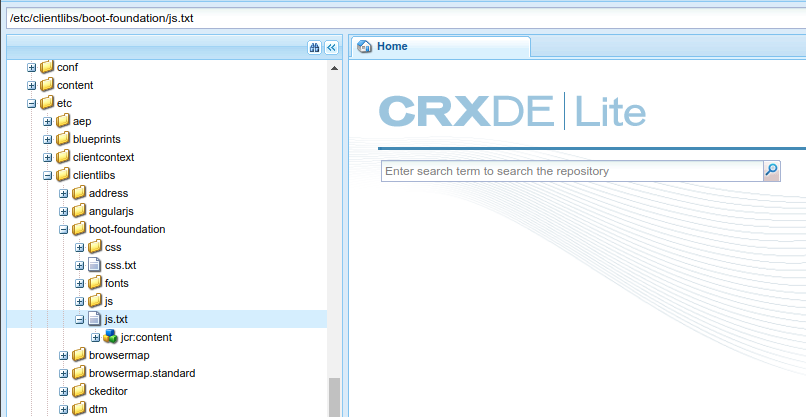 /etc/clientlibs/boot-foundation/js.txt
conf
content
etc
aep
blueprints
clientcontext
clientlibs
address
angularjs
boot-foundation
css
css.txt
fonts
js
js.txt
jcr:content
browsermap
browsermap.standard
ckeditor
dtm
Home
CRXDE Lite
Enter search term to search the repository